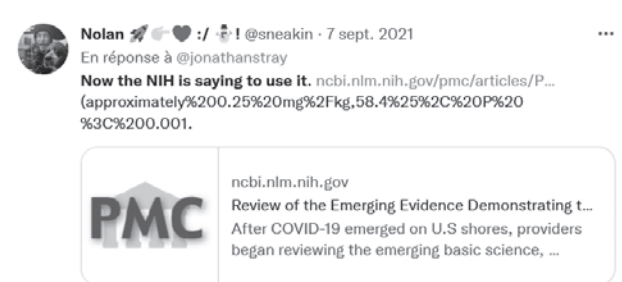 Nolan 🚀 👉 🖤 :/ ⛄ ! @sneakin · 7 sept. 2021
En réponse à @jonathanstray
Now the NIH is saying to use it. ncbi.nlm.nih.gov/pmc/articles/P...
(approximately%200.25%20mg%2Fkg,58.4%25%2C%20P%20
%3C%200.001.
PMC
ncbi.nlm.nih.gov
Review of the Emerging Evidence Demonstrating t...
After COVID-19 emerged on U.S shores, providers
began reviewing the emerging basic science, ...